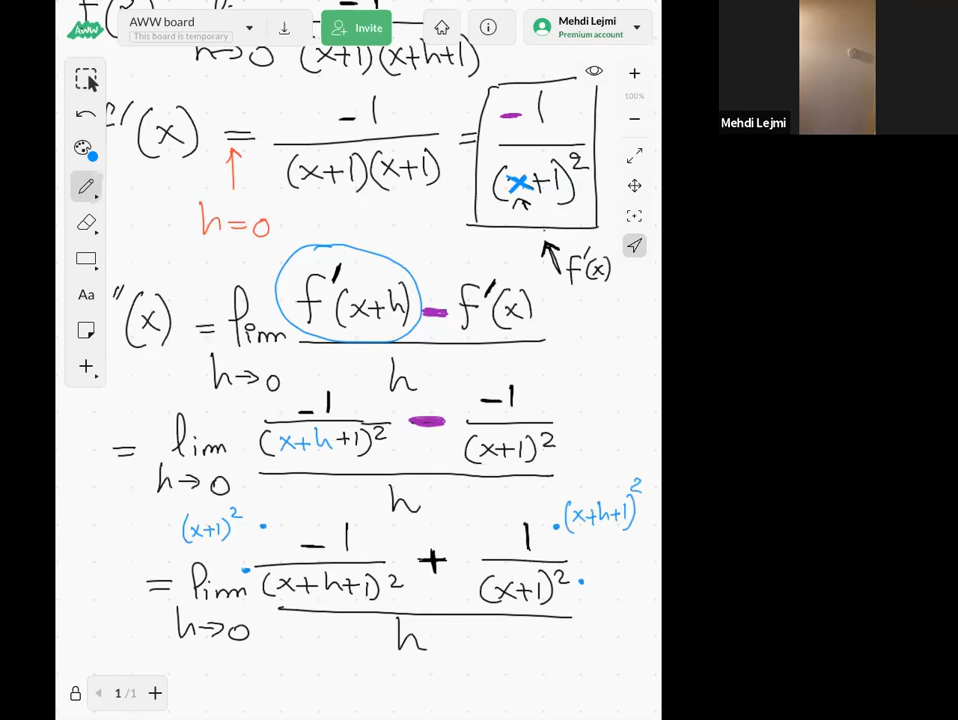 AWW board
This board is temporary
Invite
Mehdi Lejmi
Premium account
h→0 (x+1)(x+h+1)
100%
"(x) = -1/((x+1)(x+1)) = -1/(x+1)²
h=0
f'(x)
"(x) = lim h→0 (f'(x+h) - f'(x))/h
= lim h→0 (-1/(x+h+1)² - -1/(x+1)²)/h
(x+1)² · · (x+h+1)²
= lim h→0 (· -1/(x+h+1)² + 1/(x+1)² ·)/h
Aa
1/1
Mehdi Lejmi